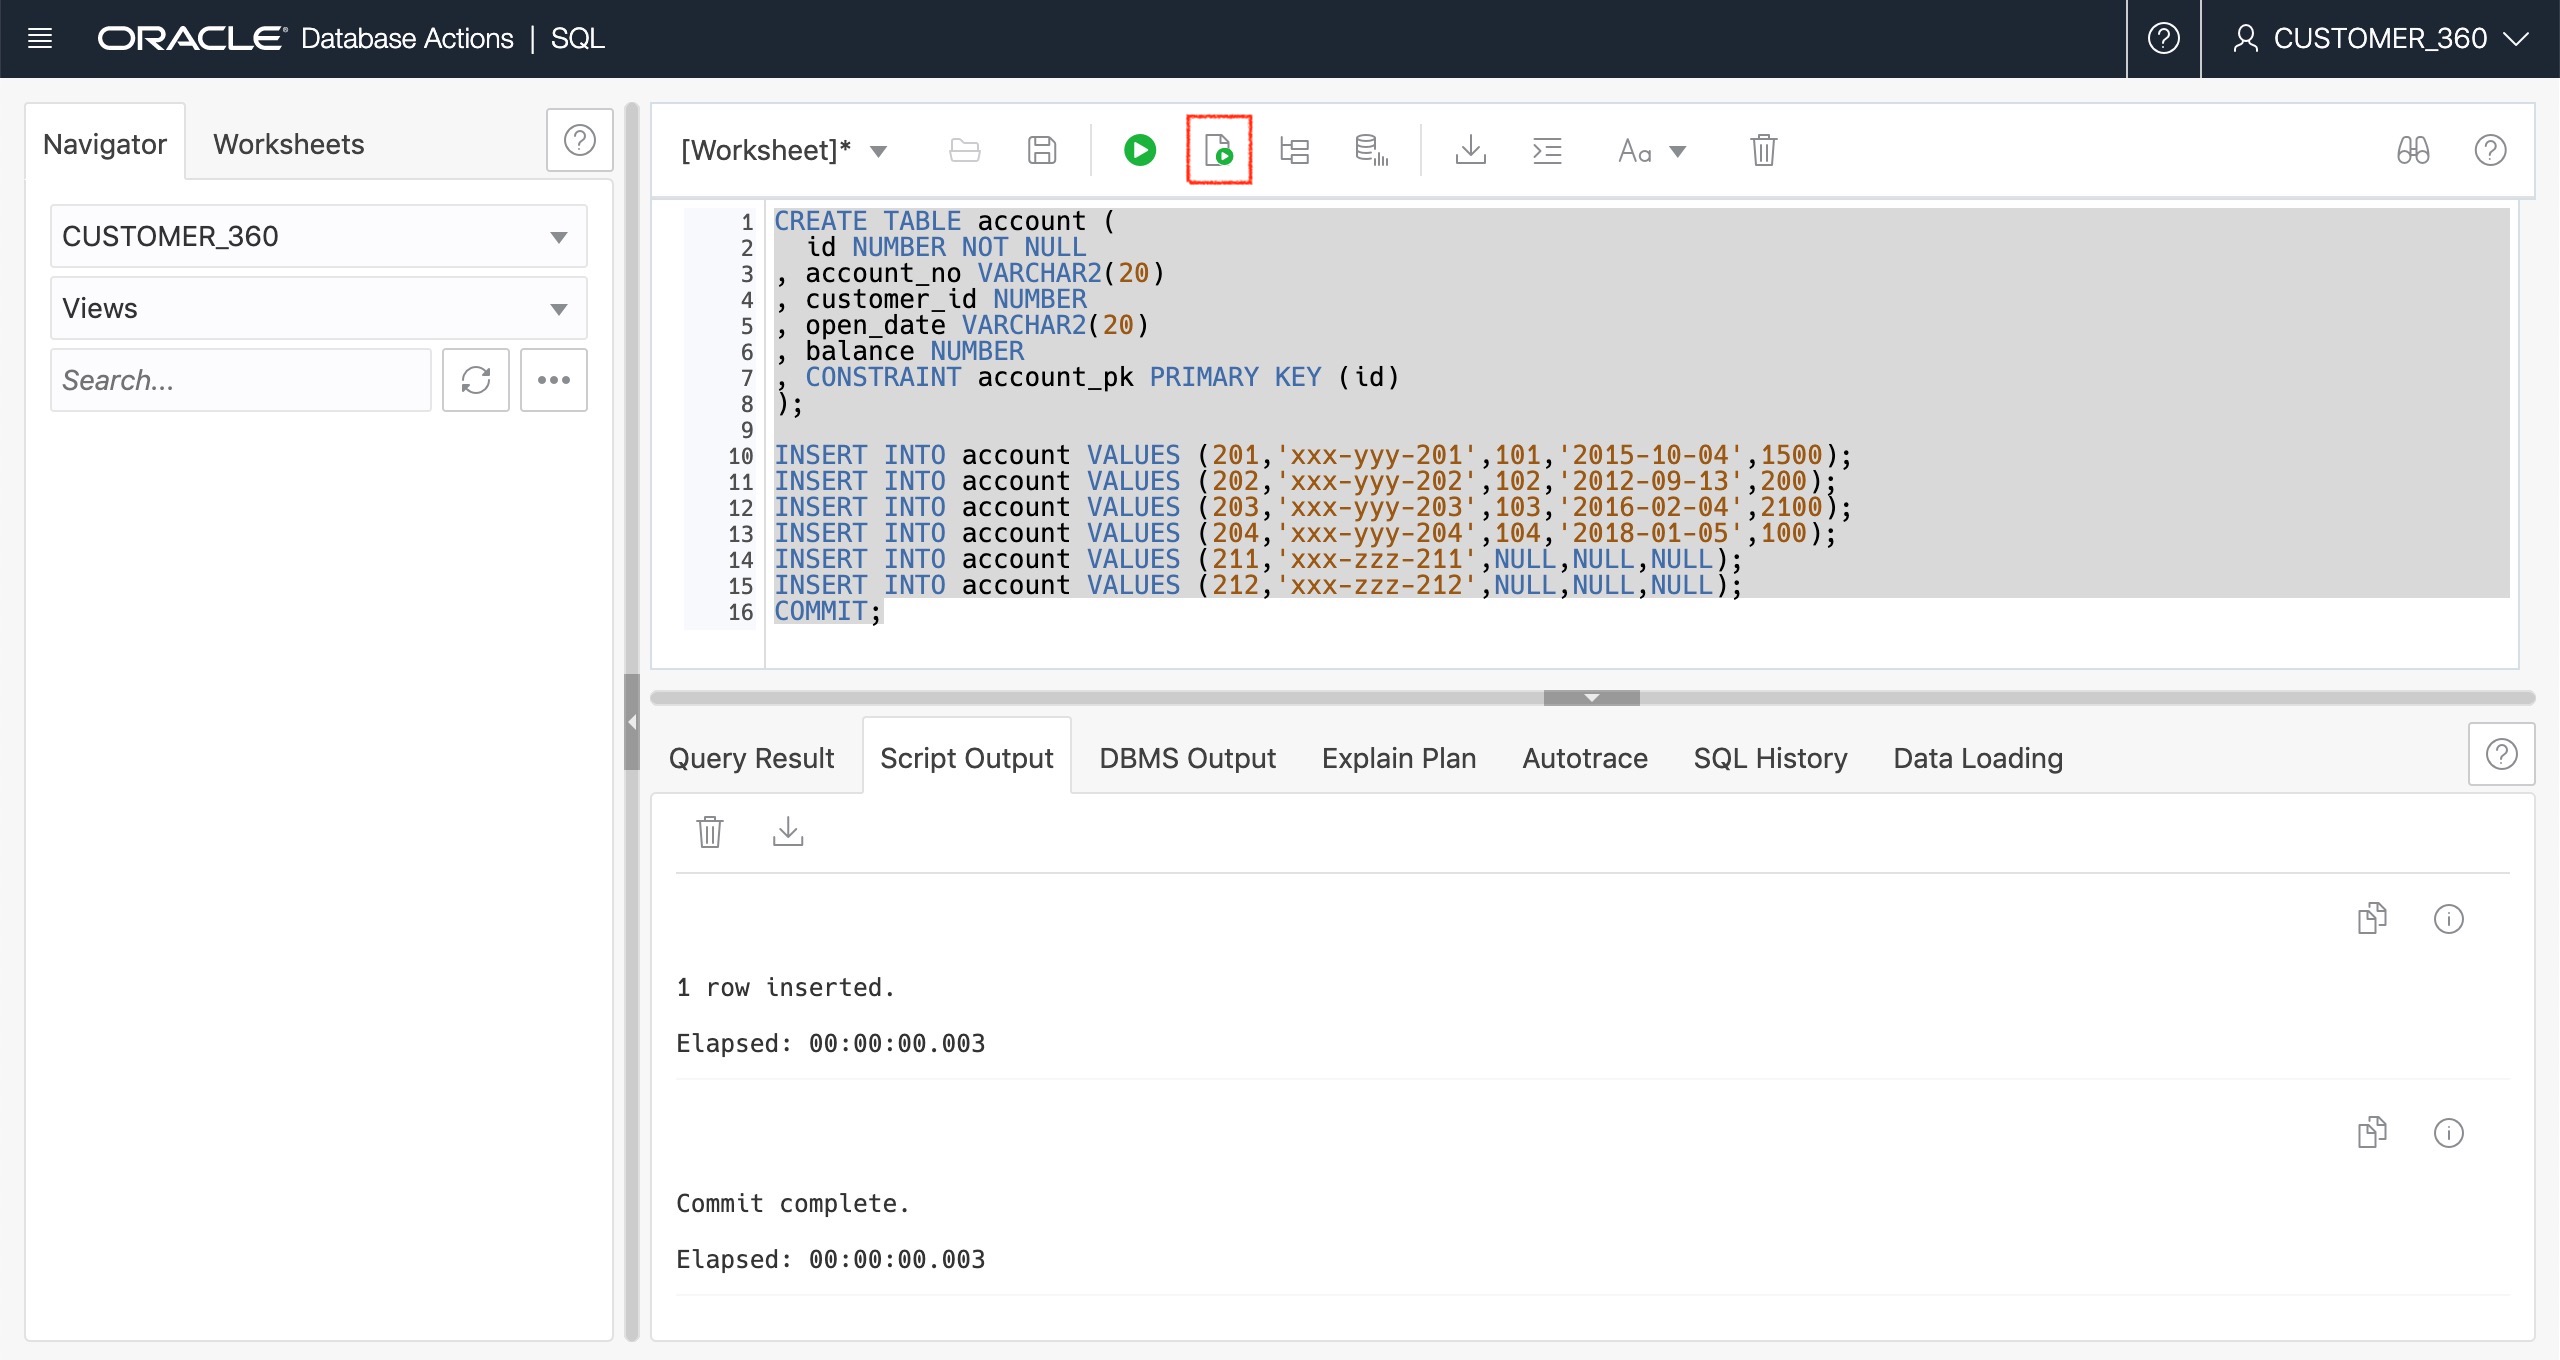 ORACLE® Database Actions | SQL
CUSTOMER_360
Navigator
Worksheets
CUSTOMER_360
Views
Search...
[Worksheet]*
Aa
1 CREATE TABLE account (
2   id NUMBER NOT NULL
3 , account_no VARCHAR2(20)
4 , customer_id NUMBER
5 , open_date VARCHAR2(20)
6 , balance NUMBER
7 , CONSTRAINT account_pk PRIMARY KEY (id)
8 );
9
10 INSERT INTO account VALUES (201,'xxx-yyy-201',101,'2015-10-04',1500);
11 INSERT INTO account VALUES (202,'xxx-yyy-202',102,'2012-09-13',200);
12 INSERT INTO account VALUES (203,'xxx-yyy-203',103,'2016-02-04',2100);
13 INSERT INTO account VALUES (204,'xxx-yyy-204',104,'2018-01-05',100);
14 INSERT INTO account VALUES (211,'xxx-zzz-211',NULL,NULL,NULL);
15 INSERT INTO account VALUES (212,'xxx-zzz-212',NULL,NULL,NULL);
16 COMMIT;
Query Result
Script Output
DBMS Output
Explain Plan
Autotrace
SQL History
Data Loading
1 row inserted.
Elapsed: 00:00:00.003
Commit complete.
Elapsed: 00:00:00.003